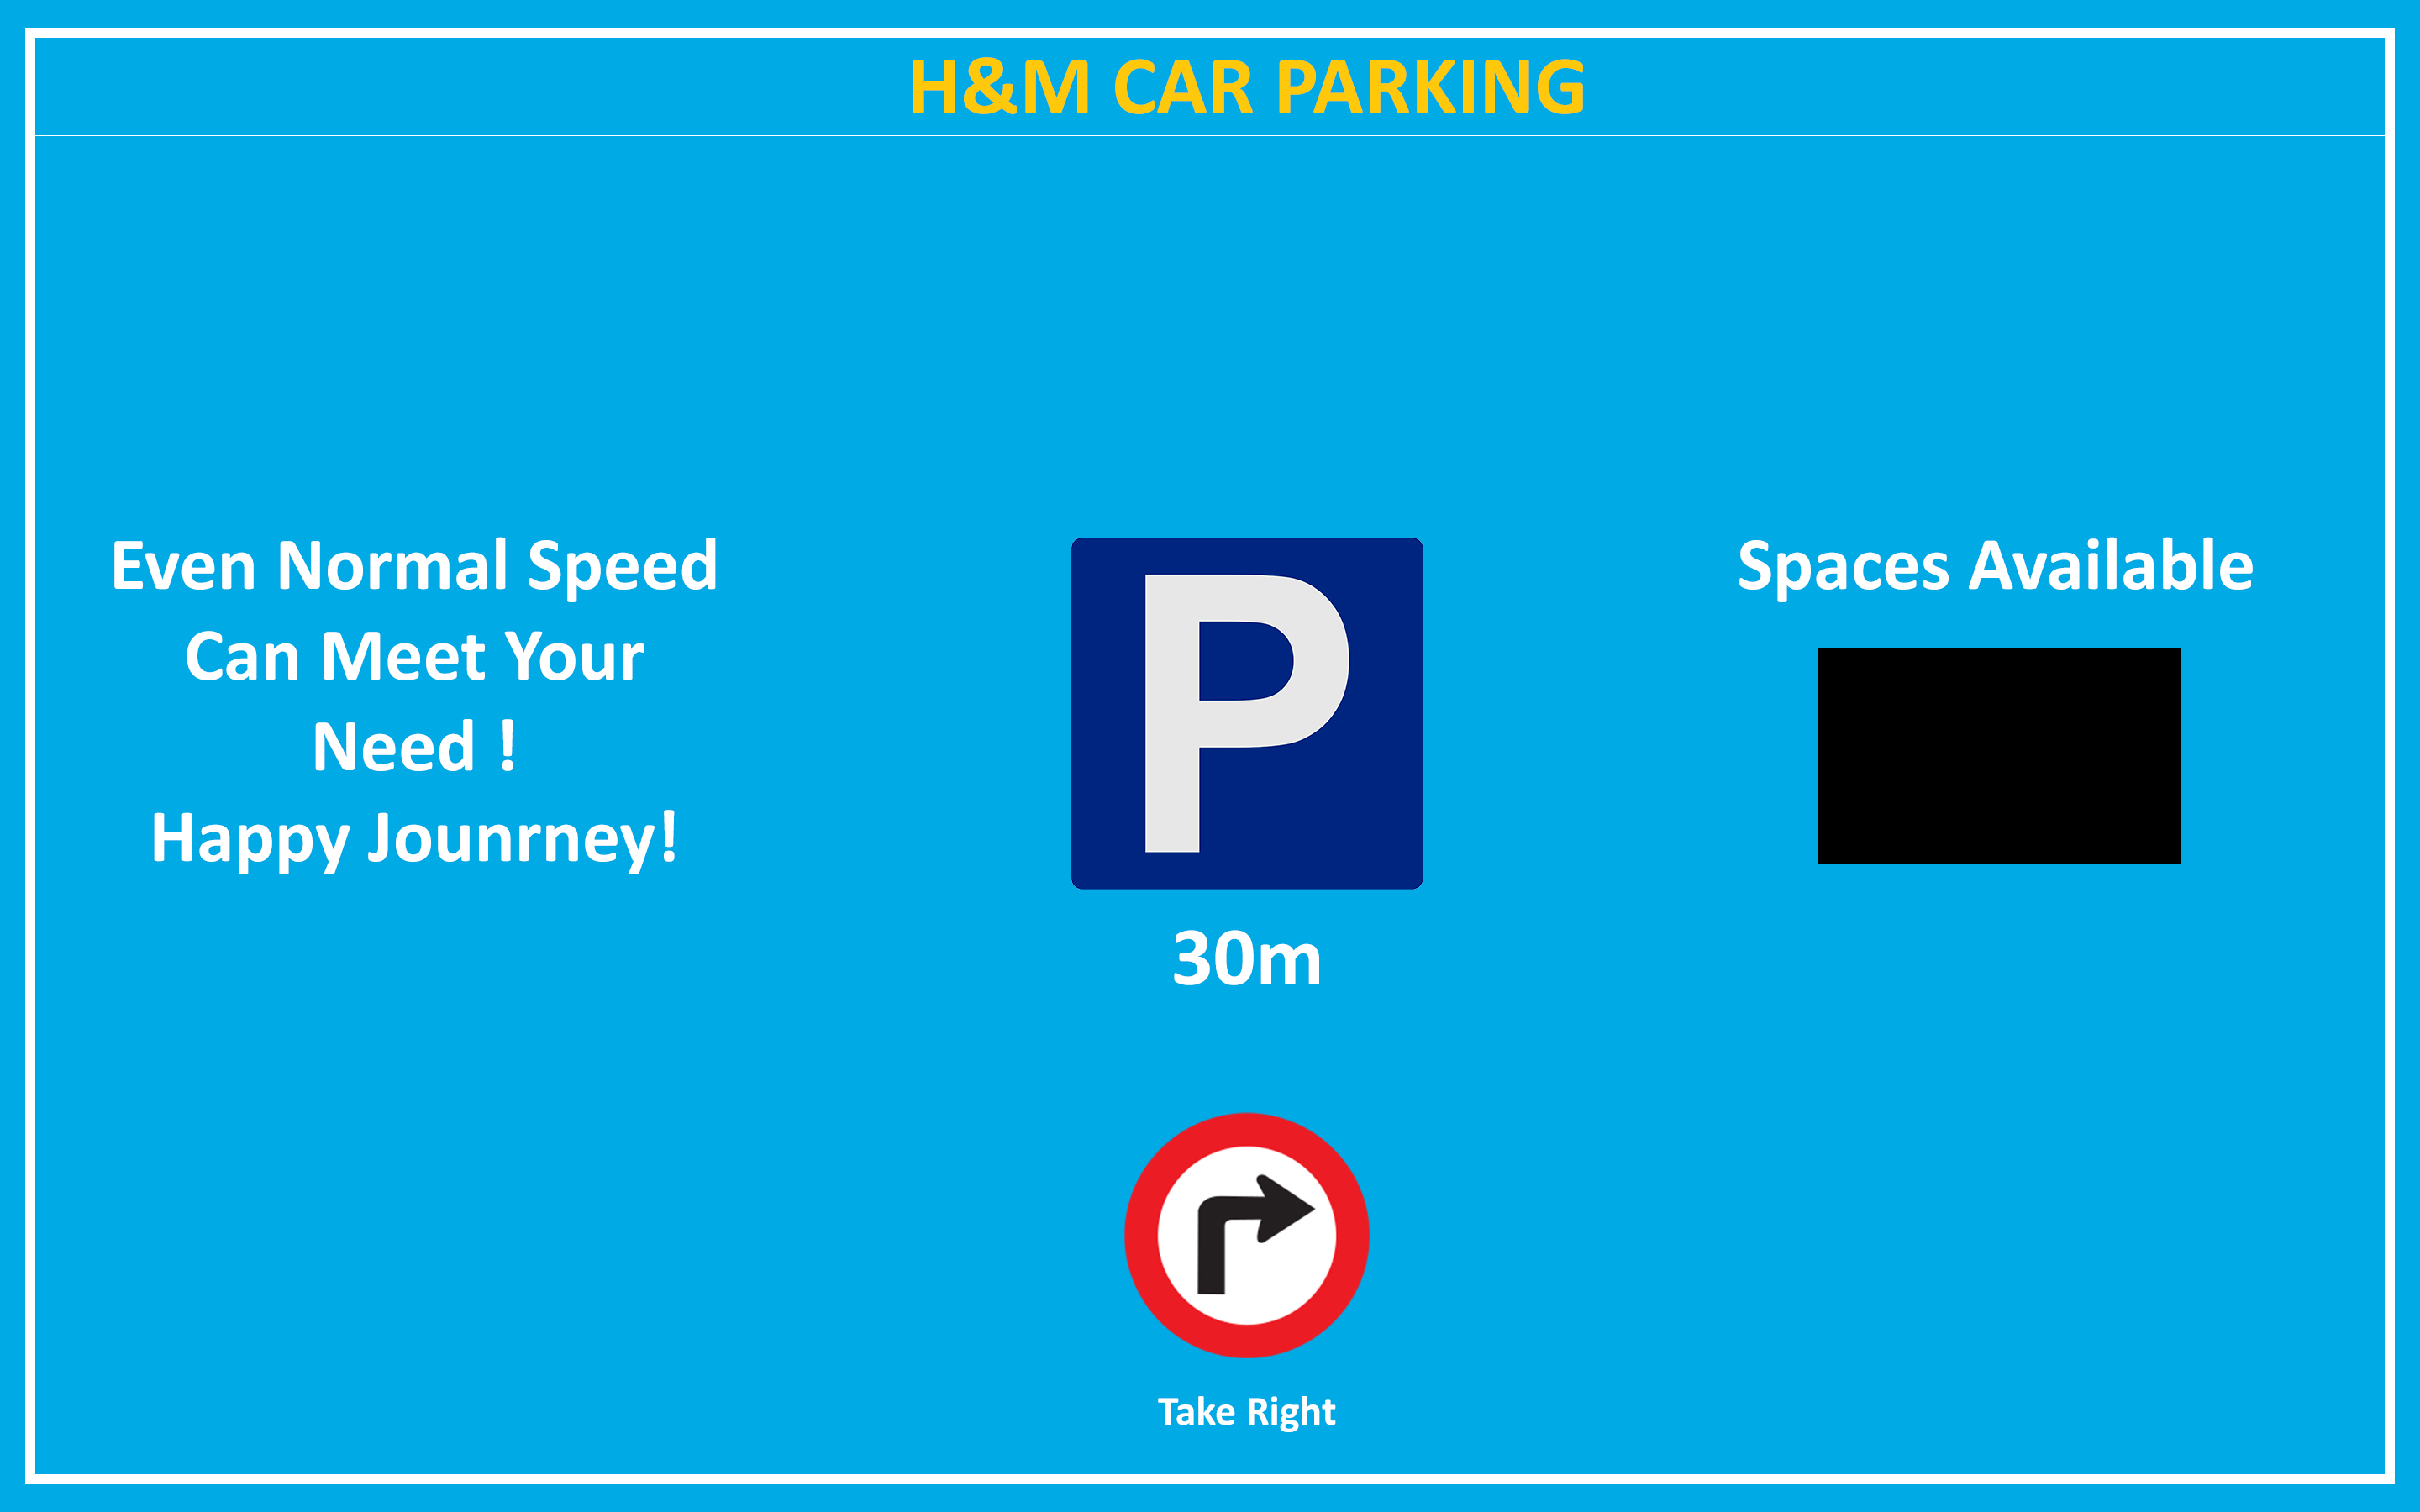 H&M CAR PARKING
Even Normal Speed
Can Meet Your
Need !
Happy Jounrney!
P
30m
Spaces Available
Take Right